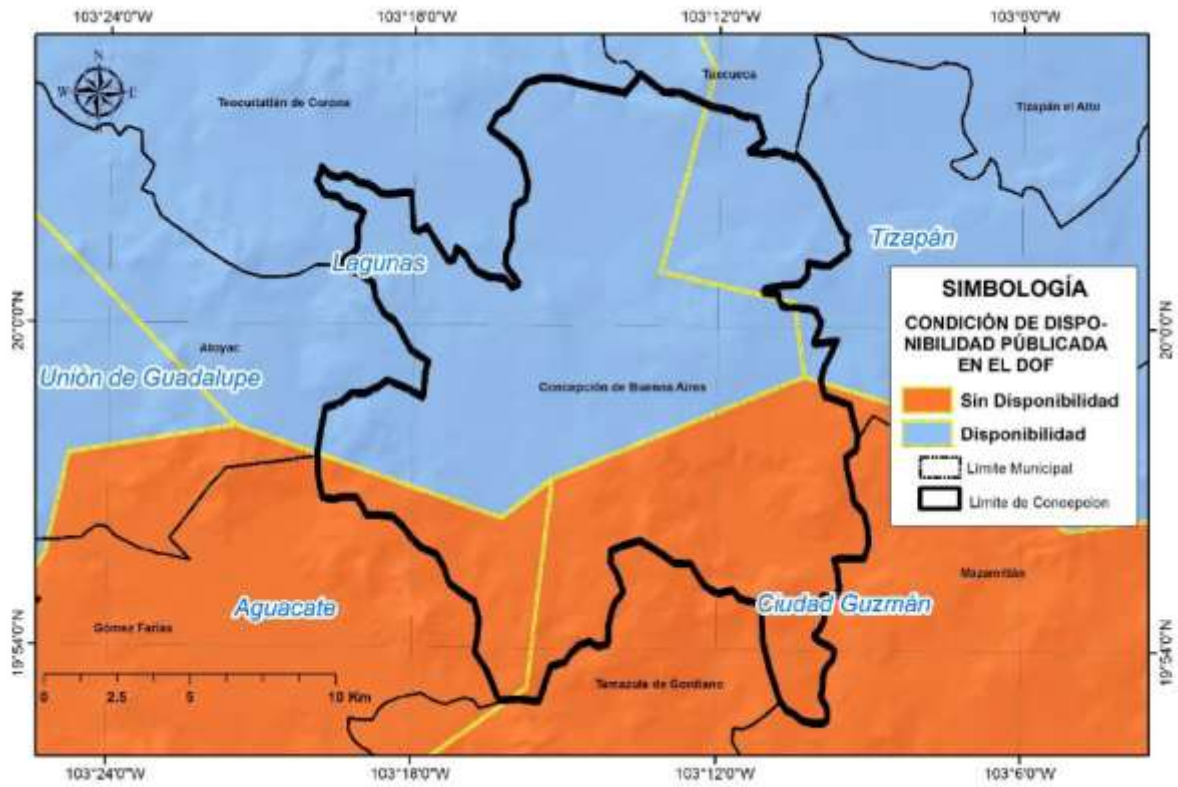 103°24'0"W 103°18'0"W 103°12'0"W 103°6'0"W
N
W E
S
Tuxcueca
Teocuitatlán de Corona
Tizapán el Alto
Tizapán
Lagunas
20°0'0"N
20°0'0"N
Atoyac
Unión de Guadalupe
Concepción de Buenos Aires
SIMBOLOGÍA
CONDICIÓN DE DISPO-
NIBILIDAD PÚBLICADA
EN EL DOF
Sin Disponibilidad
Disponibilidad
Límite Municipal
Límite de Concepcion
Mazamitlán
Aguacate
Ciudad Guzmán
Gómez Farías
19°54'0"N
19°54'0"N
Tamazula de Gordiano
0 2.5 5 10 Km
103°24'0"W 103°18'0"W 103°12'0"W 103°6'0"W